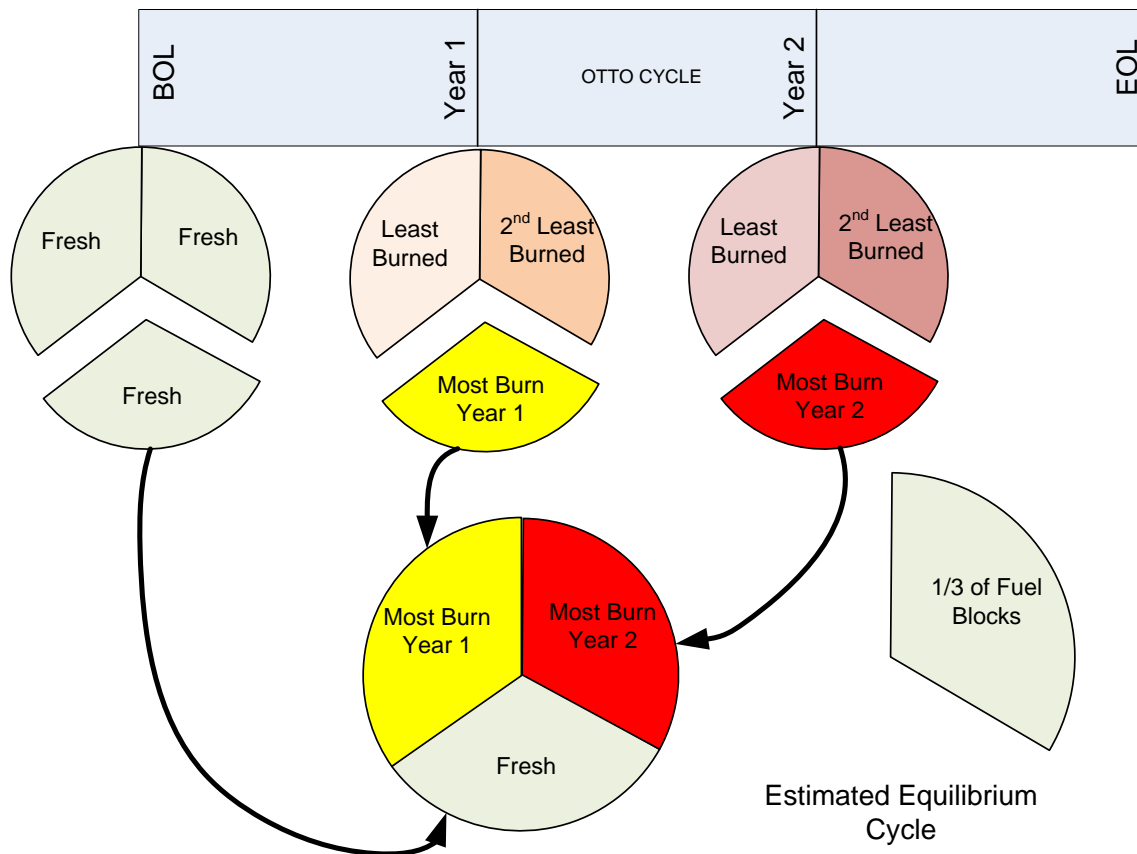 BOL
Year 1
OTTO CYCLE
Year 2
EOL
Fresh
Fresh
Fresh
Least
Burned
2nd Least
Burned
Most Burn
Year 1
Least
Burned
2nd Least
Burned
Most Burn
Year 2
Most Burn
Year 1
Most Burn
Year 2
Fresh
1/3 of Fuel
Blocks
Estimated Equilibrium
Cycle